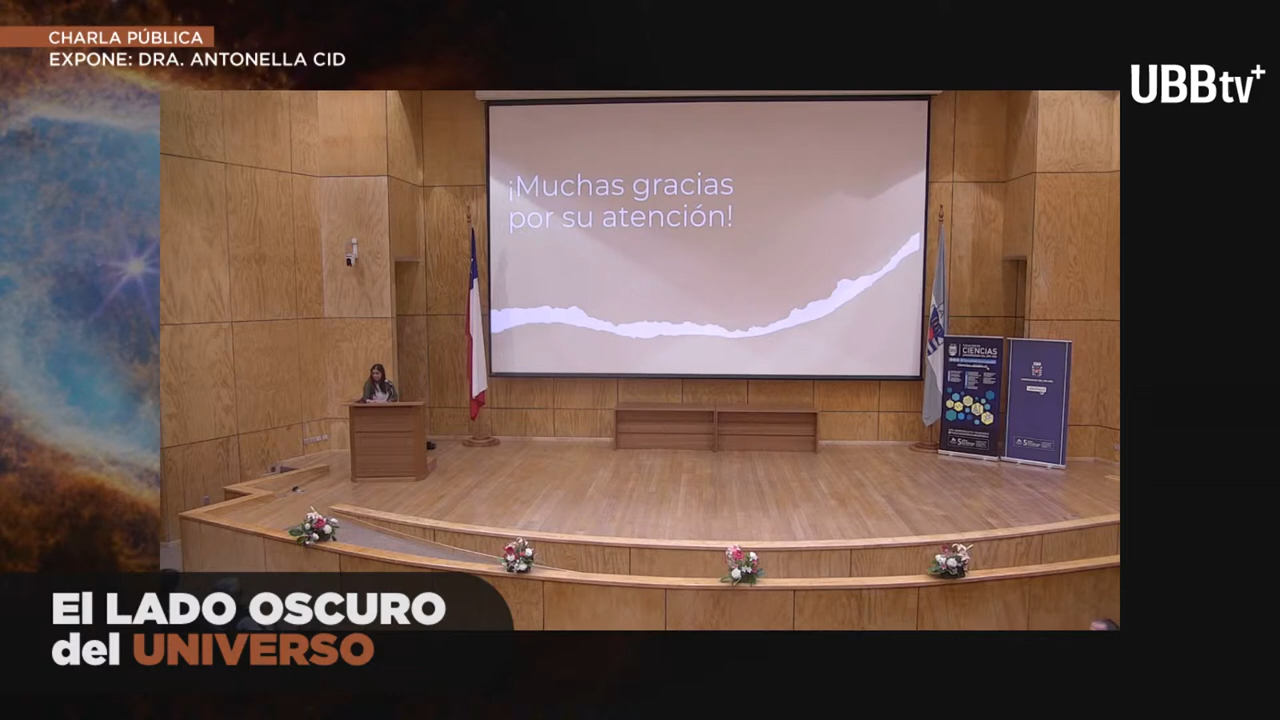 CHARLA PÚBLICA
EXPONE: DRA. ANTONELLA CID
UBBtv+
¡Muchas gracias
por su atención!
CIENCIAS
El LADO OSCURO
del UNIVERSO